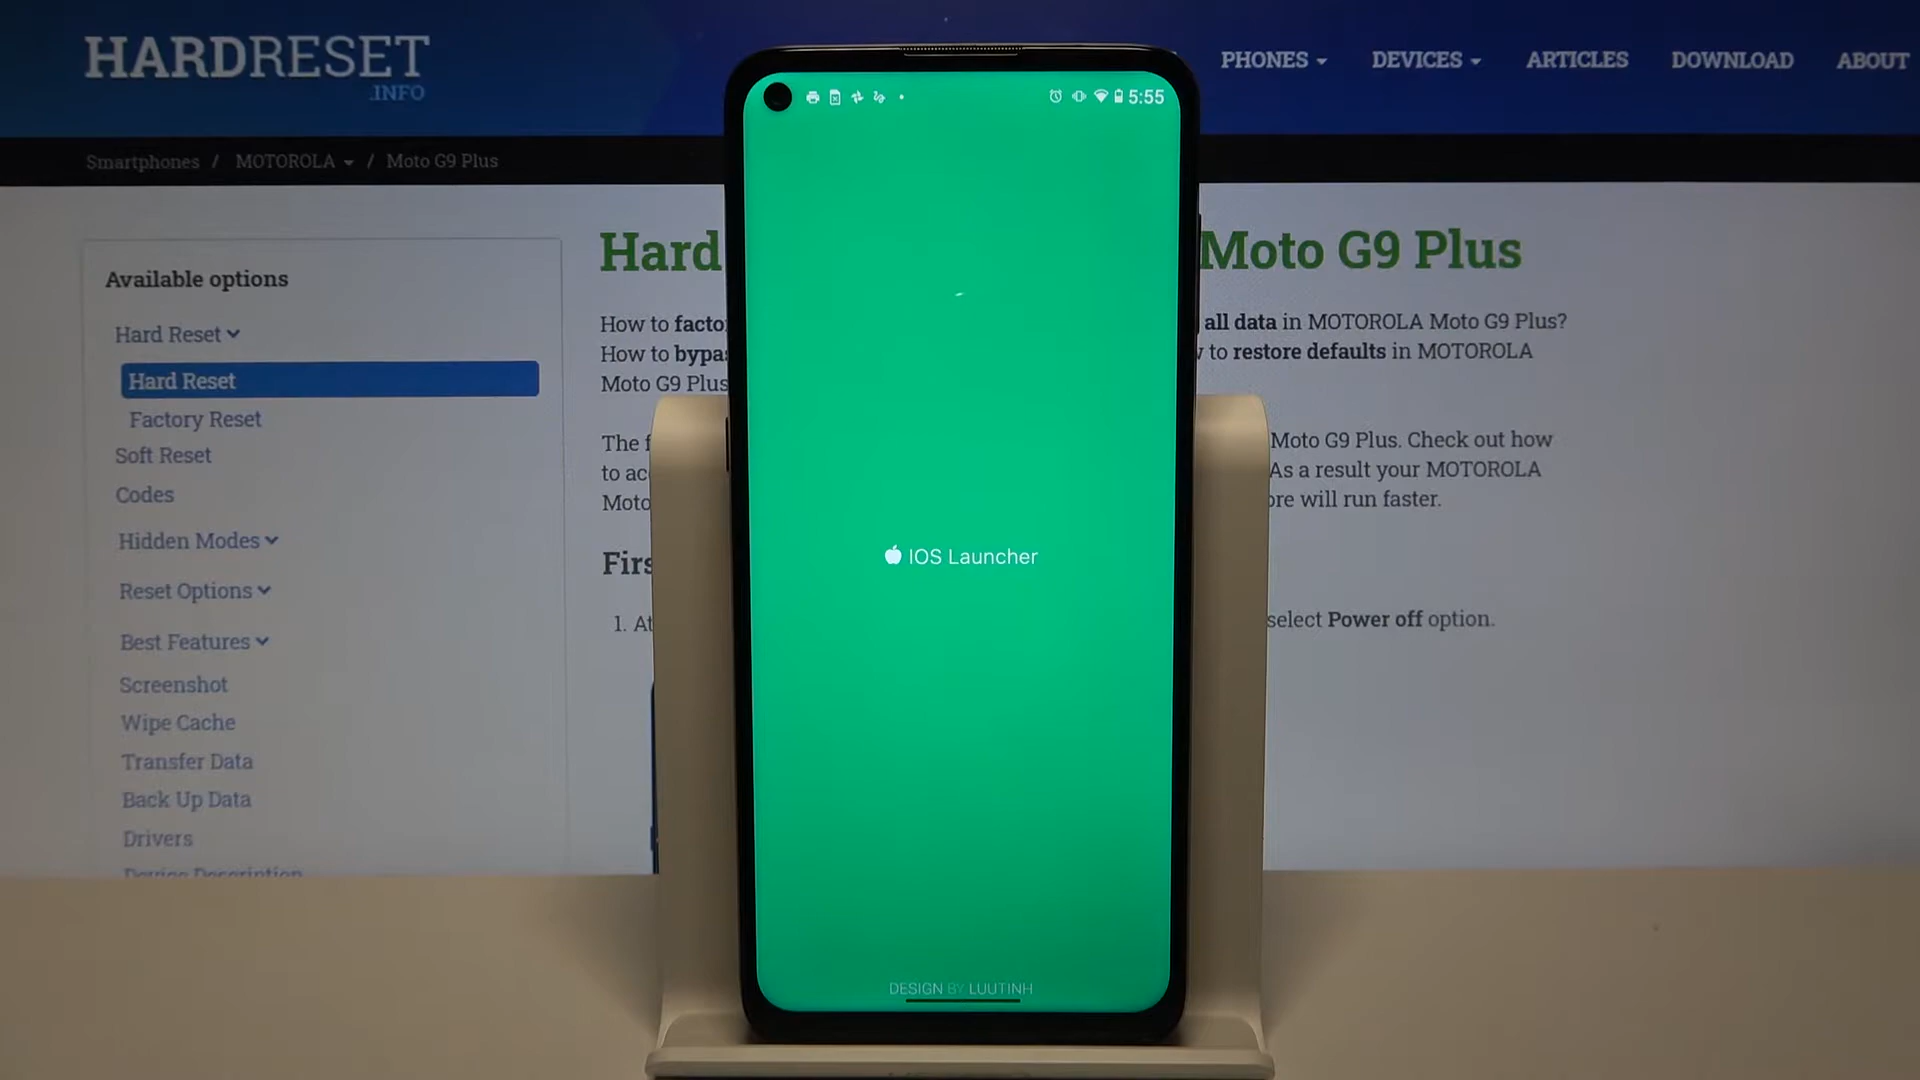 HARDRESET
.INFO
PHONES
DEVICES
ARTICLES
DOWNLOAD
ABOUT
Smartphones / MOTOROLA / Moto G9 Plus
5:55
Available options
Hard Reset
Hard Reset
Factory Reset
Soft Reset
Codes
Hidden Modes
Reset Options
Best Features
Screenshot
Wipe Cache
Transfer Data
Back Up Data
Drivers
Device Description
Hard Moto G9 Plus
How to facto all data in MOTOROLA Moto G9 Plus?
How to bypas to restore defaults in MOTOROLA
Moto G9 Plus
The Moto G9 Plus. Check out how
to ac As a result your MOTOROLA
Moto ore will run faster.
Firs
1. At select Power off option.
IOS Launcher
DESIGN BY LUUTINH